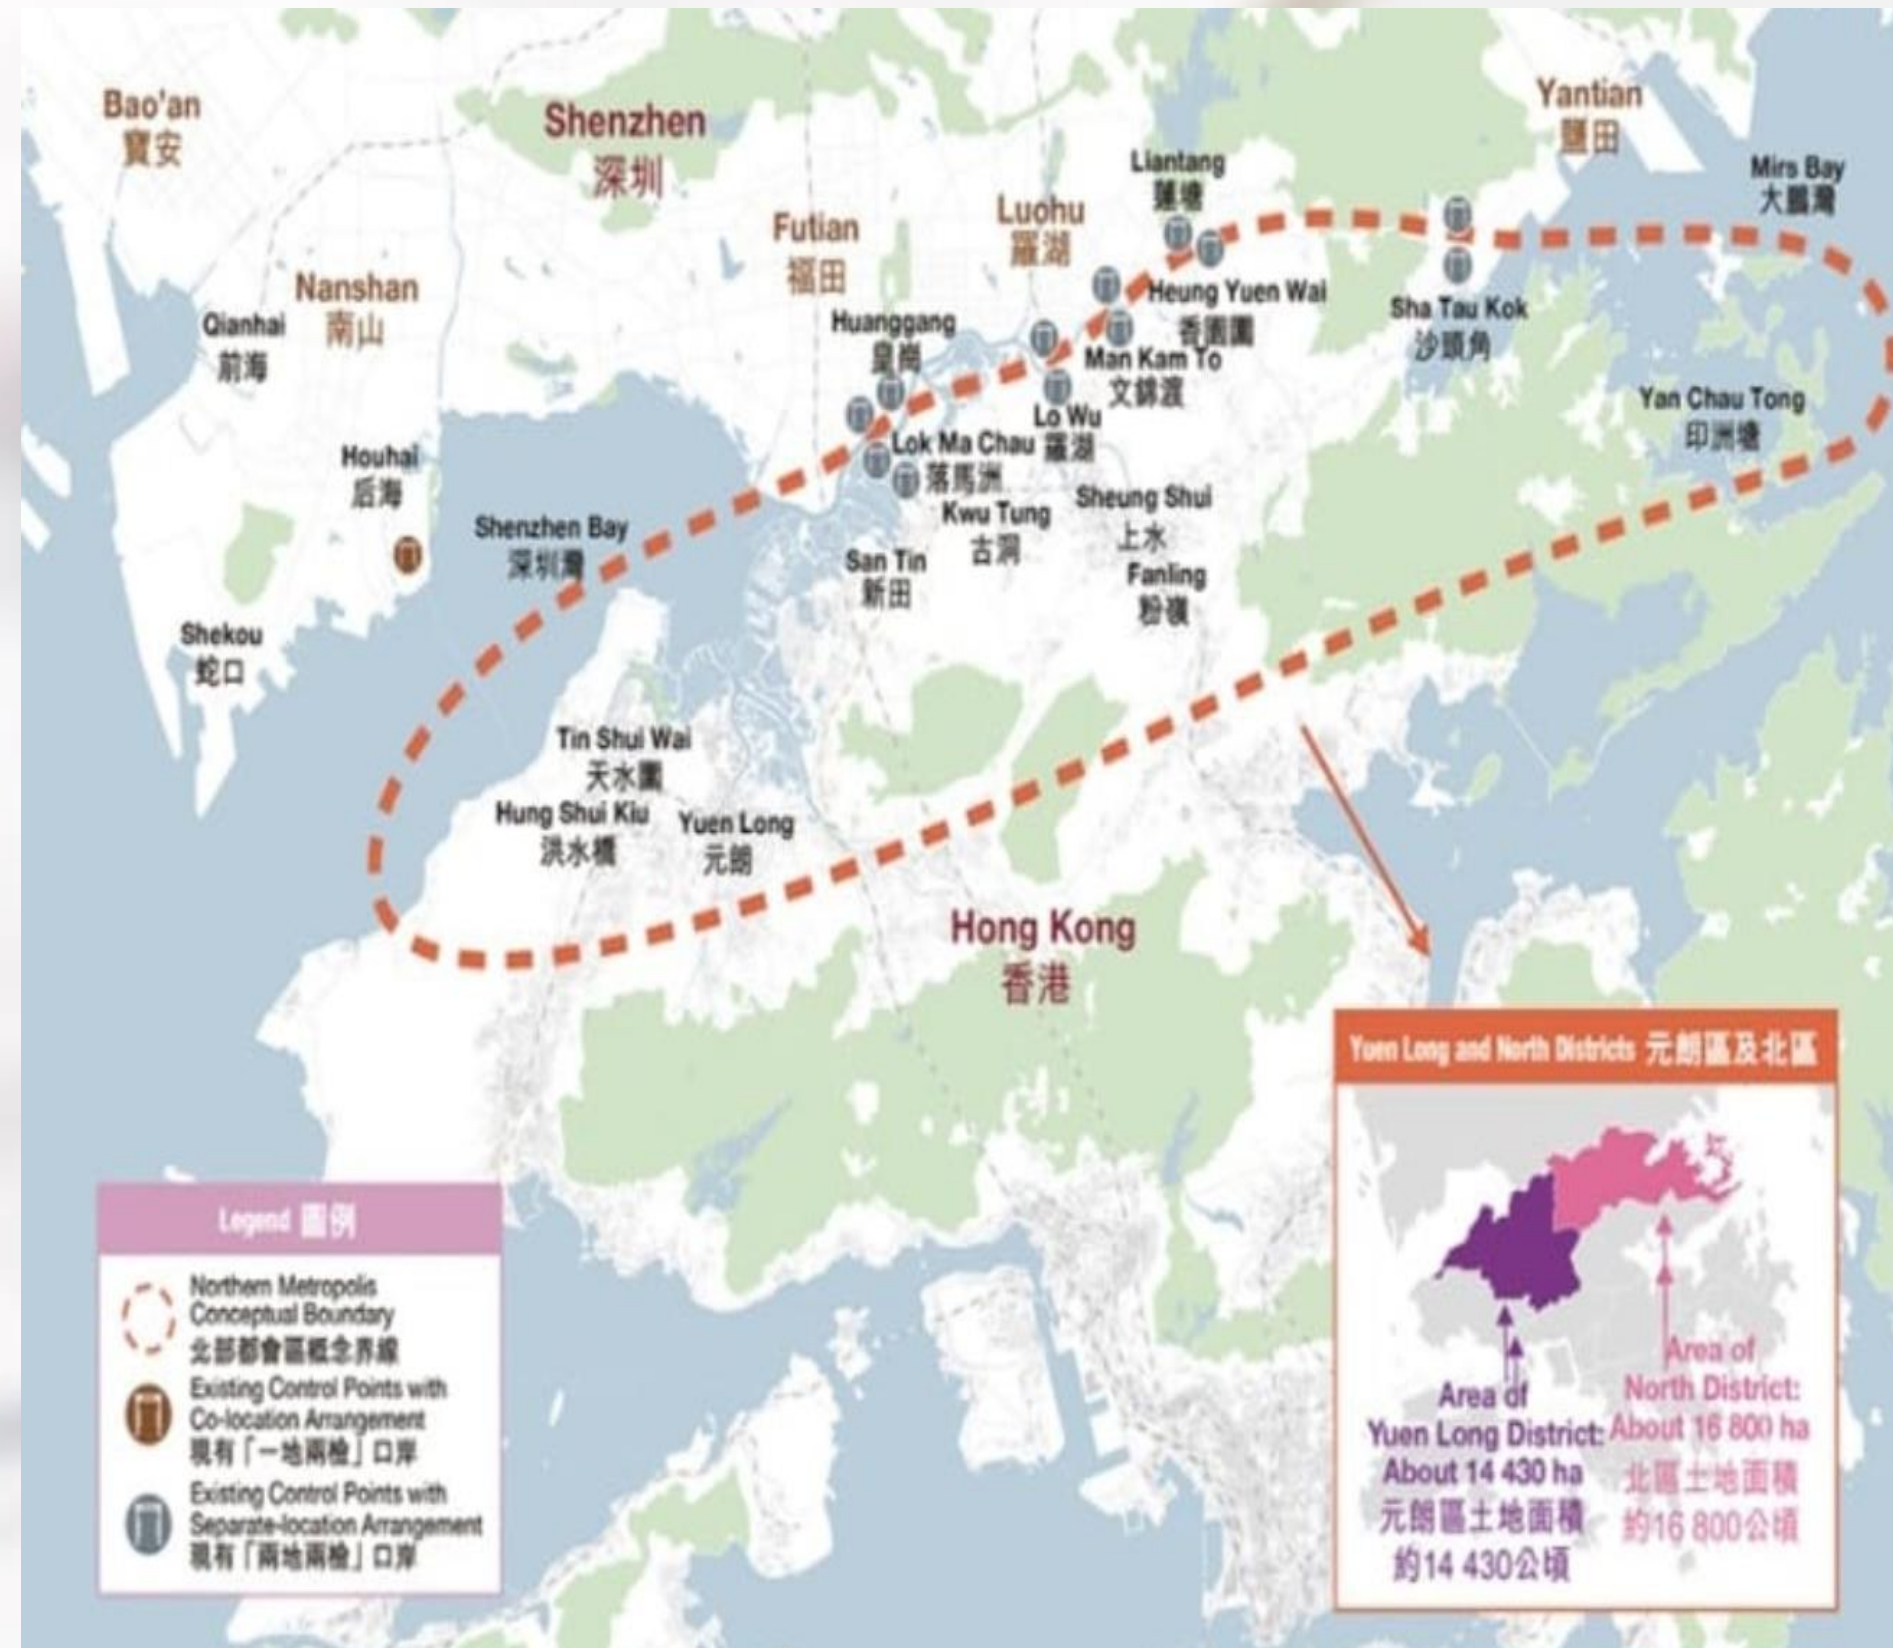 Bao'an
寶安
Shenzhen
深圳
Yantian
鹽田
Mirs Bay
大鵬灣
Liantang
蓮塘
Luohu
羅湖
Futian
福田
Nanshan
南山
Qianhai
前海
Huanggang
皇崗
Heung Yuen Wai
香園圍
Sha Tau Kok
沙頭角
Man Kam To
文錦渡
Yan Chau Tong
印洲塘
Lo Wu
羅湖
Lok Ma Chau
落馬洲
Houhai
后海
Sheung Shui
上水
Kwu Tung
古洞
Shenzhen Bay
深圳灣
San Tin
新田
Fanling
粉嶺
Shekou
蛇口
Tin Shui Wai
天水圍
Hung Shui Kiu
洪水橋
Yuen Long
元朗
Hong Kong
香港
Yuen Long and North Districts 元朗區及北區
Area of
North District:
About 16 800 ha
北區土地面積
約16 800公頃
Area of
Yuen Long District:
About 14 430 ha
元朗區土地面積
約14 430公頃
Legend 圖例
Northern Metropolis
Conceptual Boundary
北部都會區概念界線
Existing Control Points with
Co-location Arrangement
現有「一地兩檢」口岸
Existing Control Points with
Separate-location Arrangement
現有「兩地兩檢」口岸